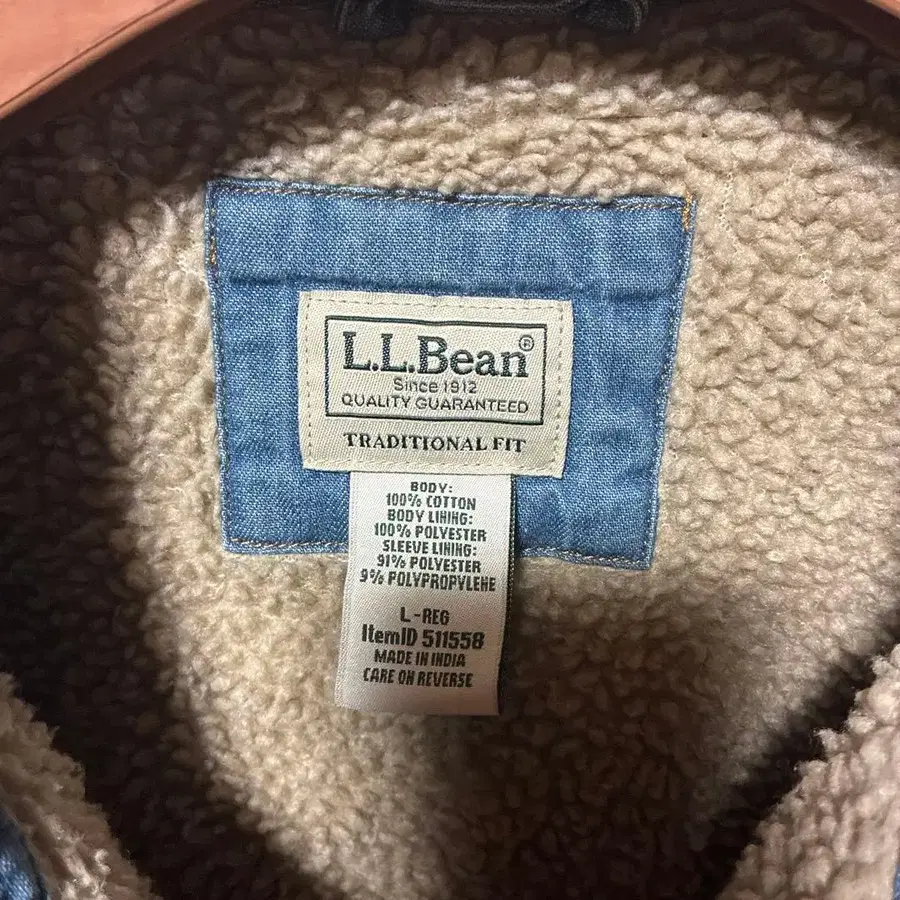 L.L.Bean®
Since 1912
QUALITY GUARANTEED
TRADITIONAL FIT
BODY:
100% COTTON
BODY LINING:
100% POLYESTER
SLEEVE LINING:
91% POLYESTER
9% POLYPROPYLENE
L-REG
ItemID 511558
MADE IN INDIA
CARE ON REVERSE